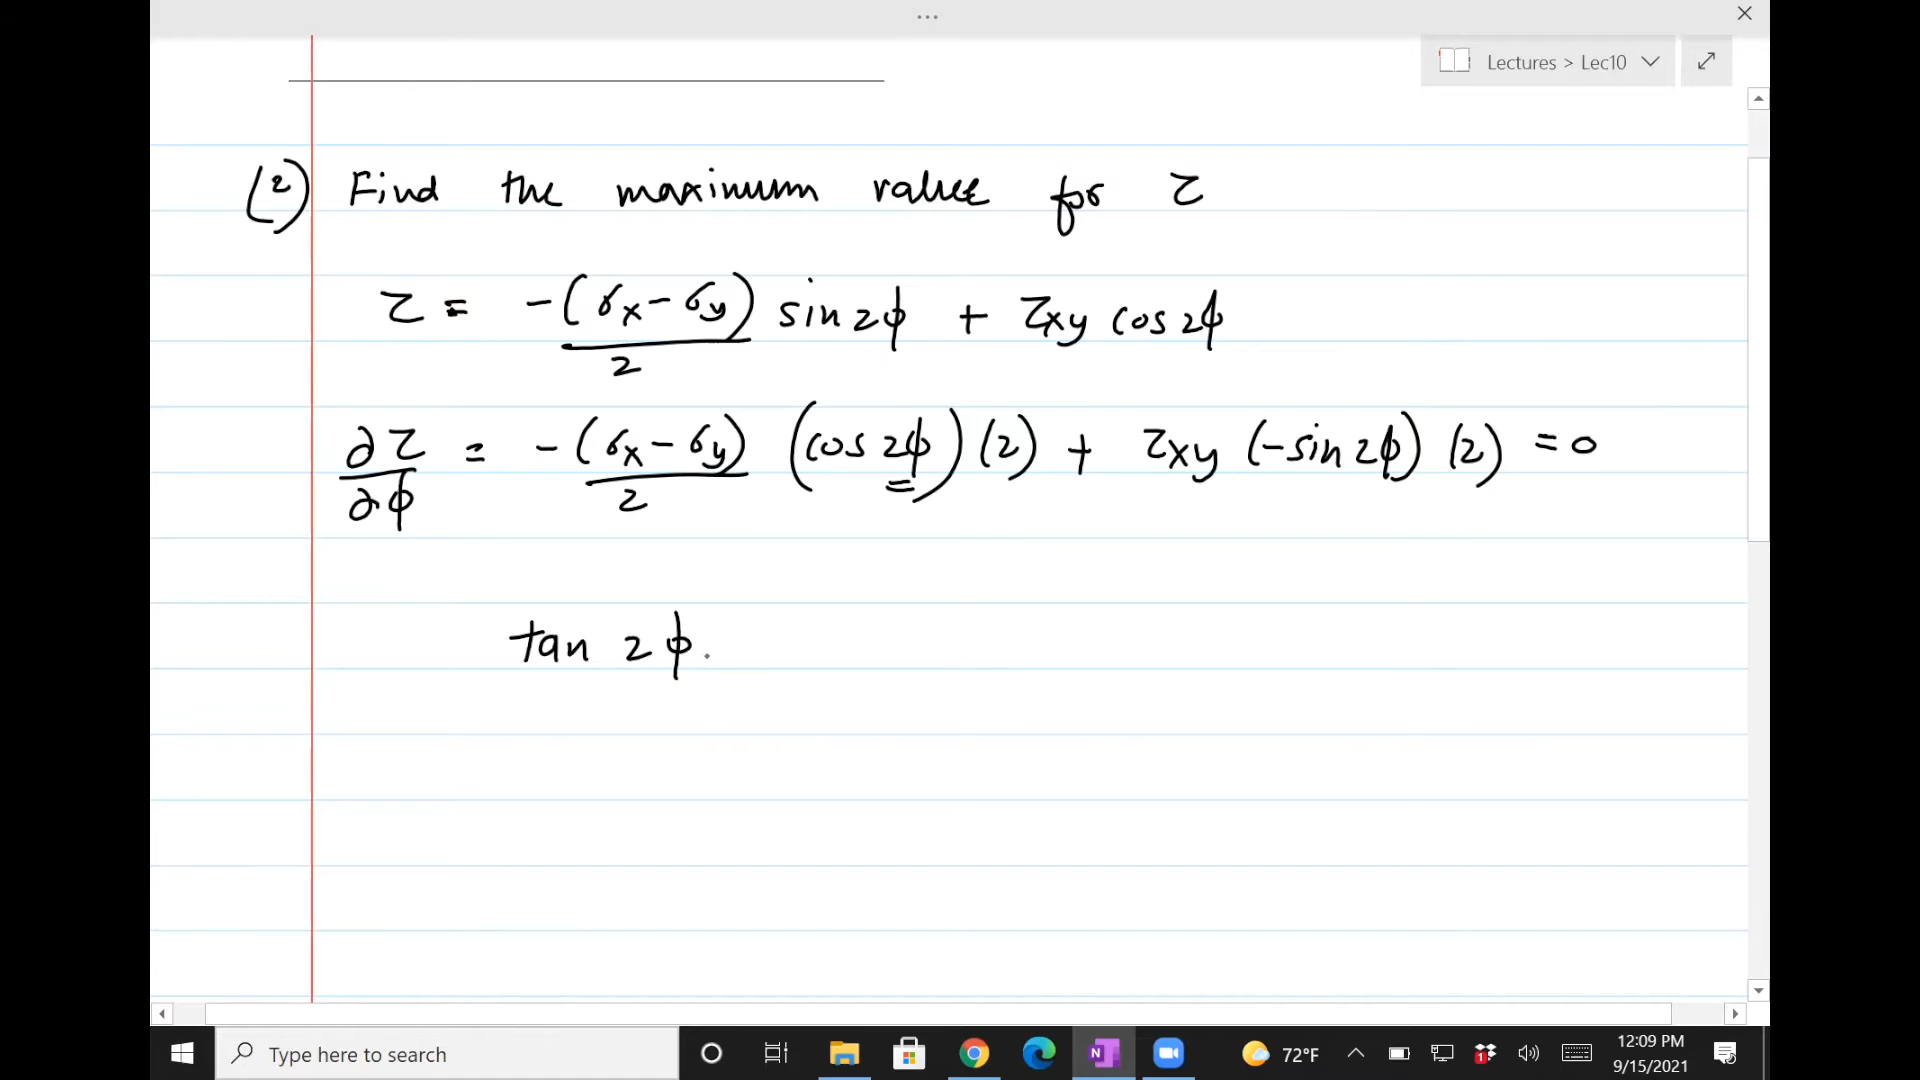 Lectures > Lec10
(2) Find the maximum value for τ
τ = -(σx - σy)/2 sin 2ϕ + τxy cos 2ϕ
∂τ/∂ϕ = -(σx - σy)/2 (cos 2ϕ)(2) + τxy (-sin 2ϕ)(2) = 0
tan 2ϕ
Type here to search
1
72°F
12:09 PM
9/15/2021